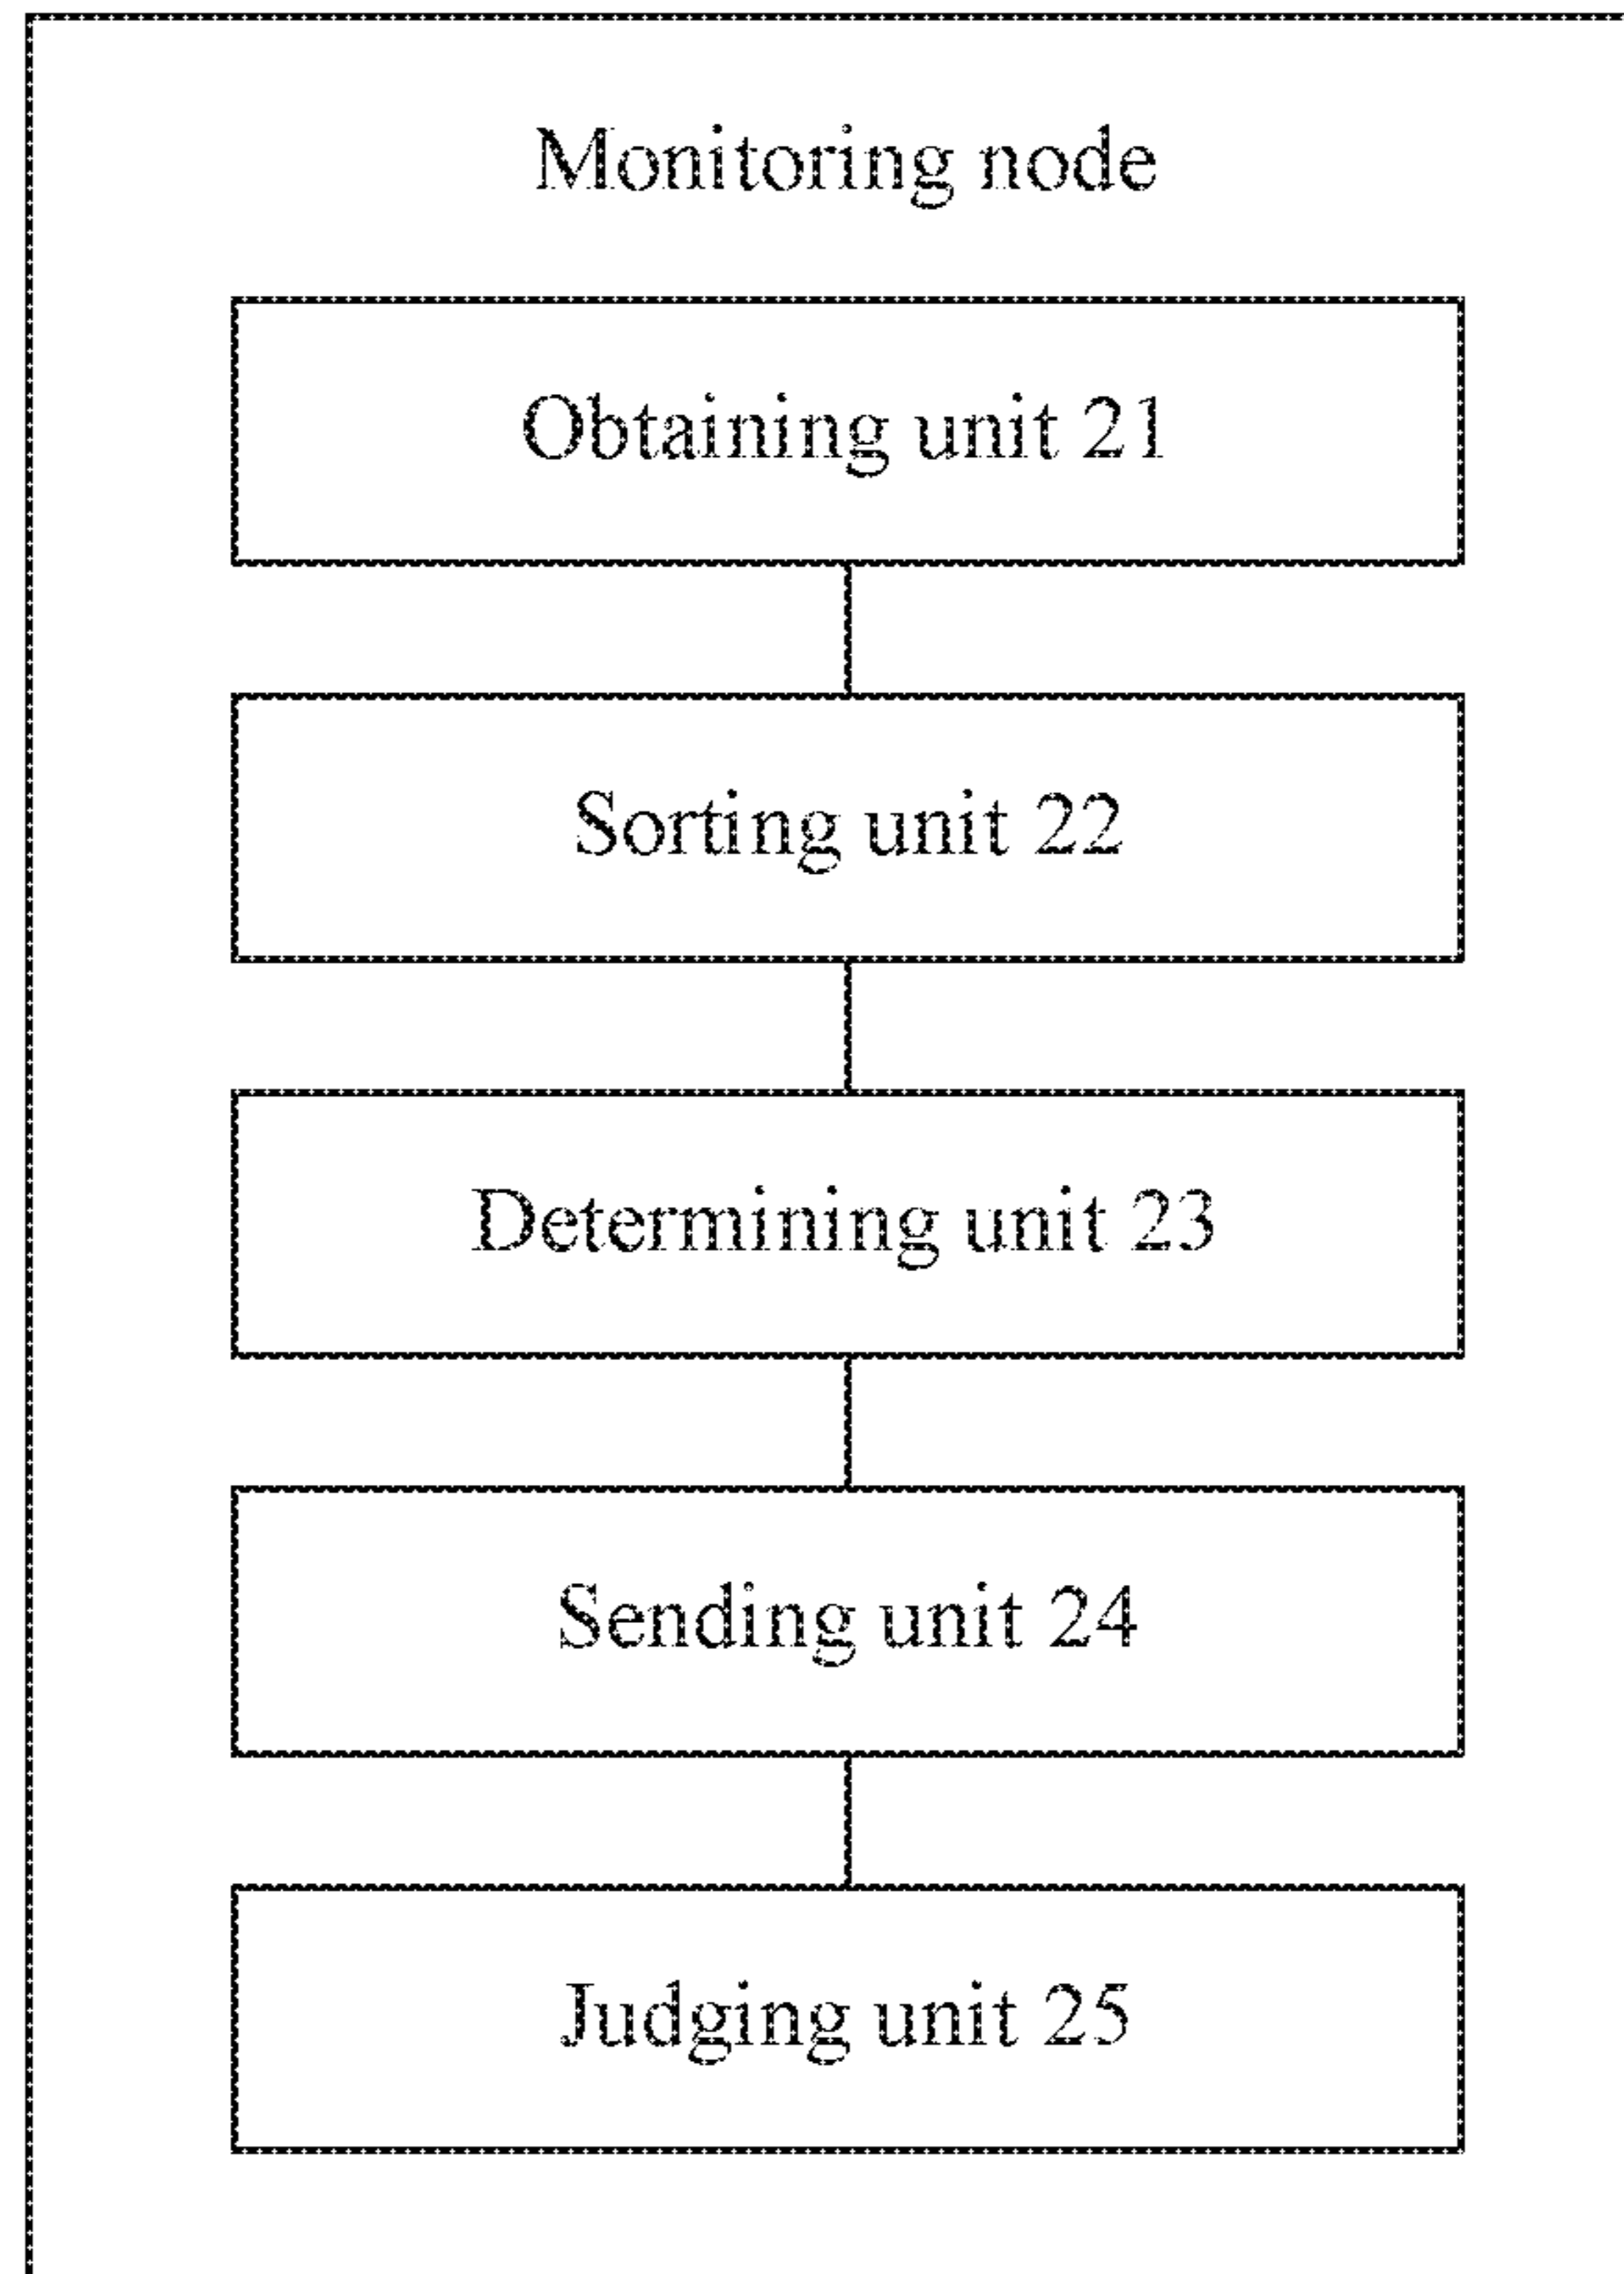 Monitoring node
Obtaining unit 21
Sorting unit 22
Determining unit 23
Sending unit 24
Judging unit 25